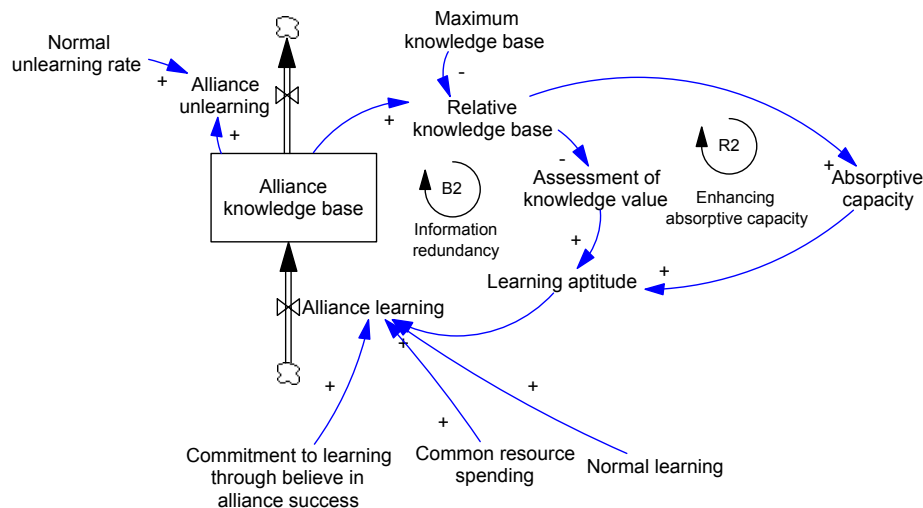 Maximum
knowledge base
Normal
unlearning rate
-
+
Alliance
unlearning
+
+
Relative
knowledge base
-
R2
+
Alliance
knowledge base
B2
Assessment of
knowledge value
Enhancing
absorptive capacity
Absorptive
capacity
Information
redundancy
+
Learning aptitude
+
Alliance learning
+
+
+
+
Commitment to learning
through believe in
alliance success
Common resource
spending
Normal learning